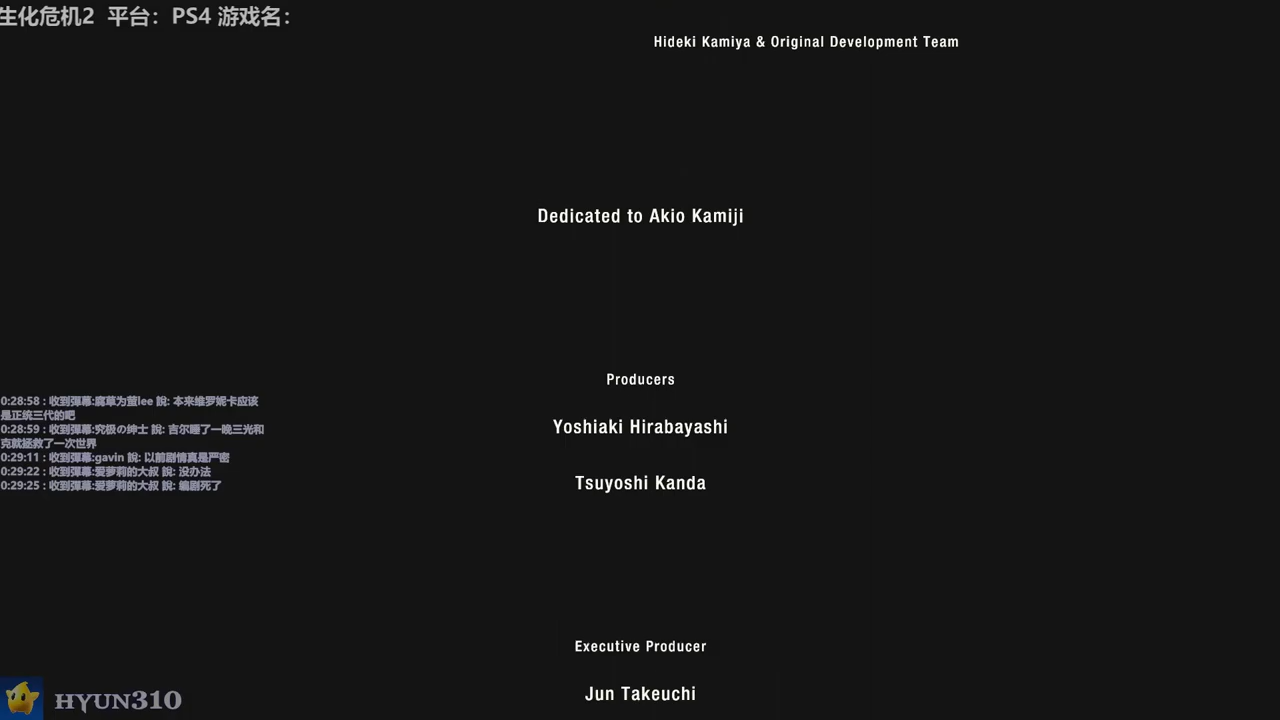 生化危机2 平台：PS4 游戏名：
Hideki Kamiya & Original Development Team
Dedicated to Akio Kamiji
Producers
Yoshiaki Hirabayashi
Tsuyoshi Kanda
0:28:58 : 收到彈幕:腐草为萤lee 說: 本来维罗妮卡应该
是正统三代的吧
0:28:59 : 收到彈幕:究极の绅士 說: 吉尔睡了一晚三光和
克就拯救了一次世界
0:29:11 : 收到彈幕:gavin 說: 以前剧情真是严密
0:29:22 : 收到彈幕:爱萝莉的大叔 說: 没办法
0:29:25 : 收到彈幕:爱萝莉的大叔 說: 编剧死了
Executive Producer
Jun Takeuchi
HYUN310